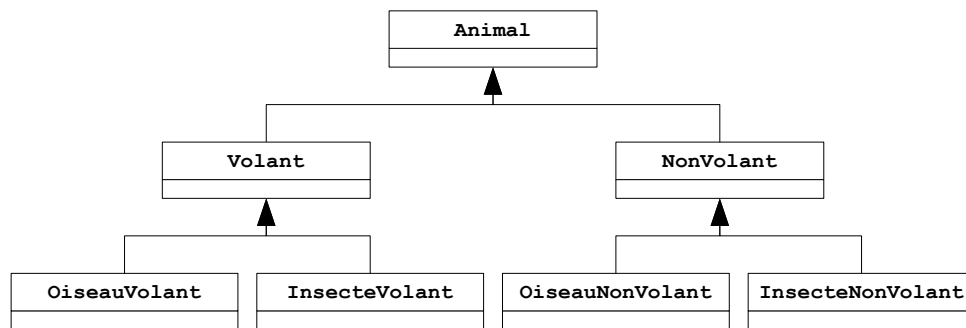 Animal
Volant
NonVolant
OiseauVolant
InsecteVolant
OiseauNonVolant
InsecteNonVolant